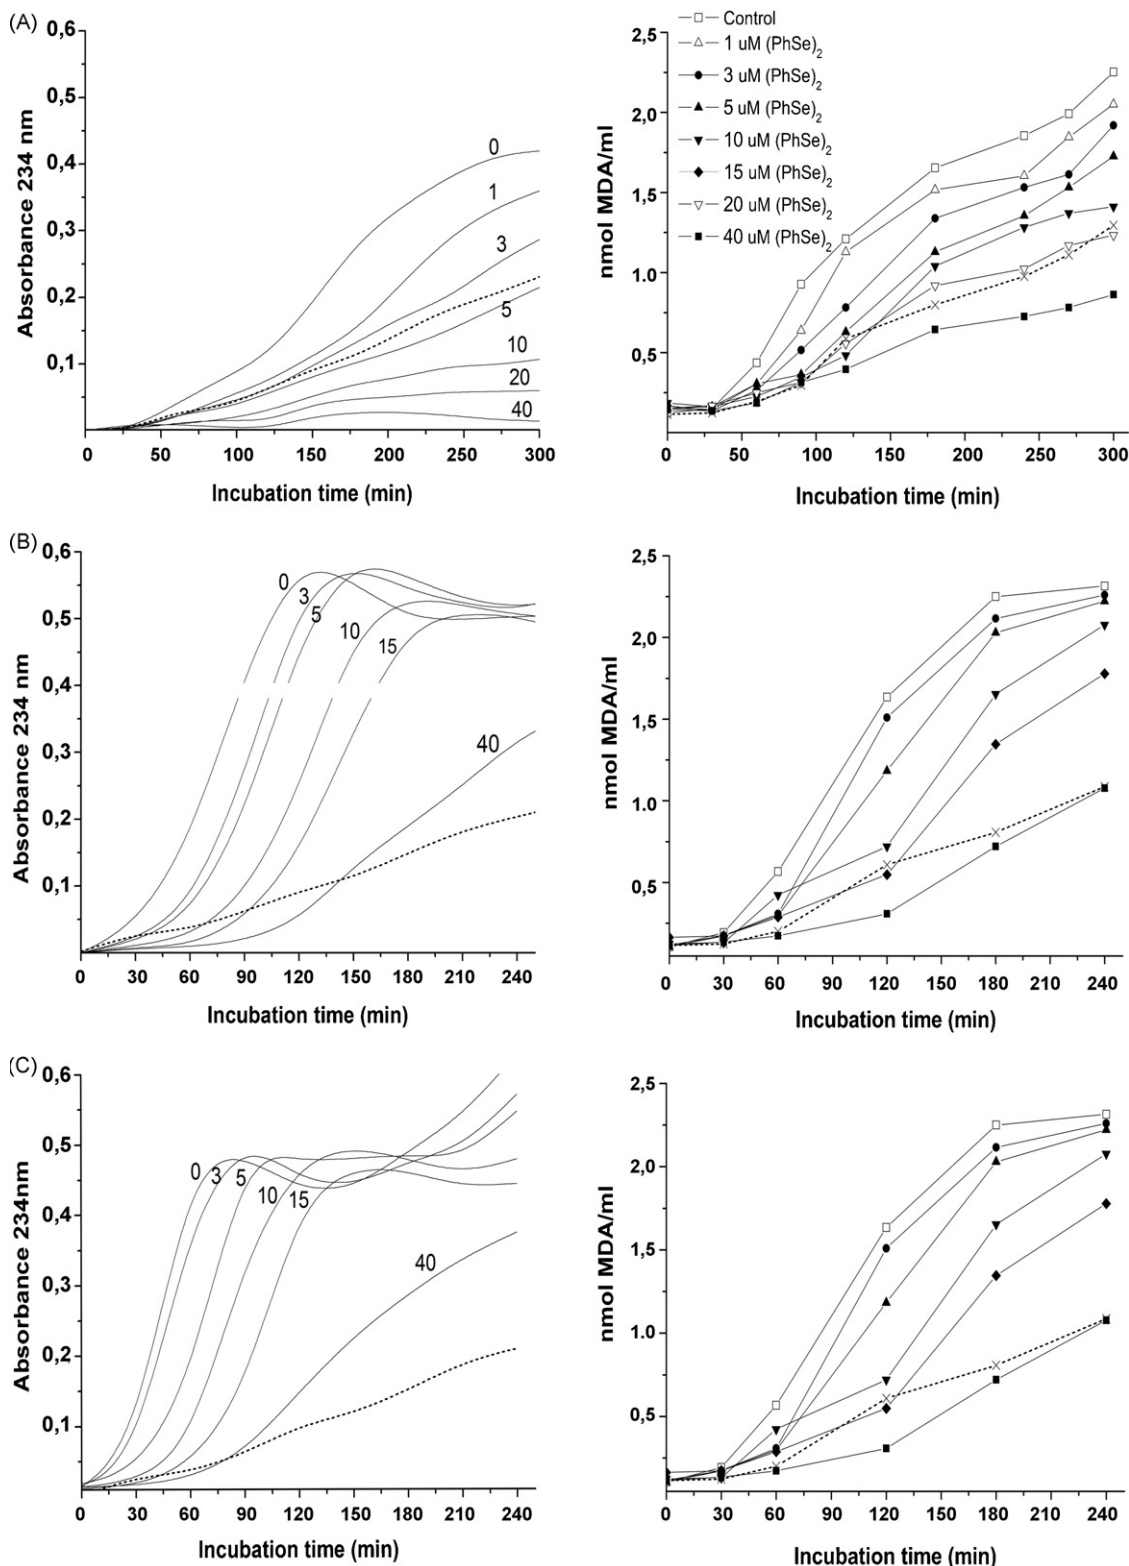 (A)
0,6
0,5
0,4
0,3
0,2
0,1
Absorbance 234 nm
0
1
3
5
10
20
40
0 50 100 150 200 250 300
Incubation time (min)
Control
1 uM (PhSe)2
3 uM (PhSe)2
5 uM (PhSe)2
10 uM (PhSe)2
15 uM (PhSe)2
20 uM (PhSe)2
40 uM (PhSe)2
2,5
2,0
1,5
1.0
0,5
nmol MDA/ml
0 50 100 150 200 250 300
Incubation time (min)
(B)
0,6
0,5
0,4
0,3
0,2
0,1
Absorbance 234 nm
0
3
5
10
15
40
0 30 60 90 120 150 180 210 240
Incubation time (min)
2,5
2,0
1,5
1.0
0,5
nmol MDA/ml
0 30 60 90 120 150 180 210 240
Incubation time (min)
(C)
0,6
0,5
0,4
0,3
0,2
0,1
Absorbance 234nm
0
3
5
10
15
40
0 30 60 90 120 150 180 210 240
Incubation time (min)
2,5
2,0
1,5
1.0
0,5
nmol MDA/ml
0 30 60 90 120 150 180 210 240
Incubation time (min)